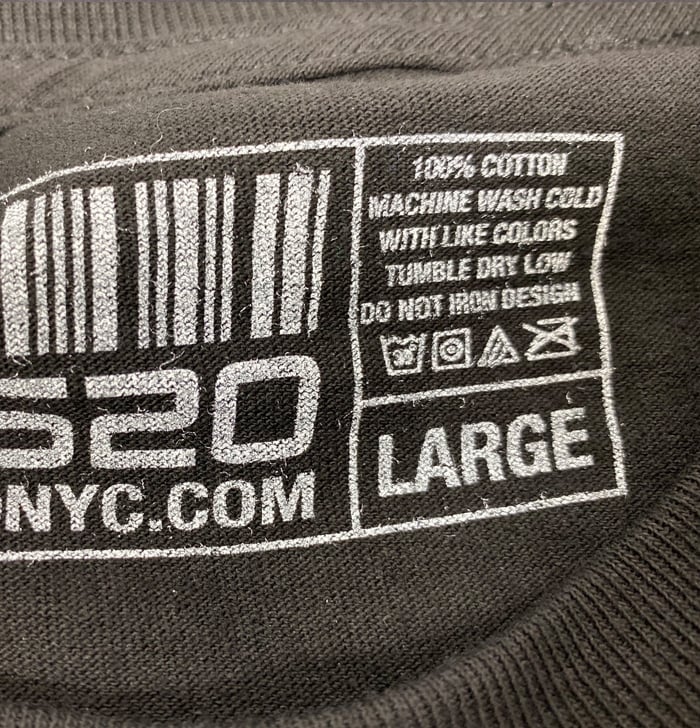 520
NYC.COM
100% COTTON
MACHINE WASH COLD
WITH LIKE COLORS
TUMBLE DRY LOW
DO NOT IRON DESIGN
LARGE